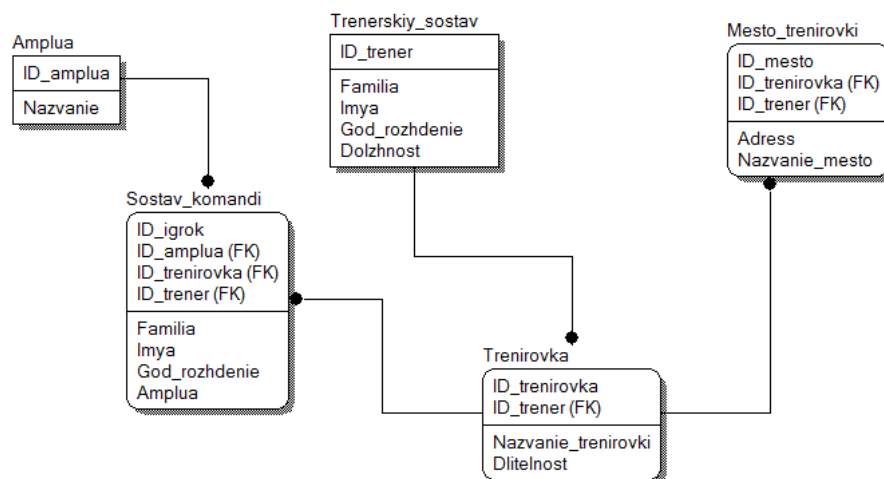 Amplua
ID_amplua
Nazvanie
Trenerskiy_sostav
ID_trener
Familia
Imya
God_rozhdenie
Dolzhnost
Mesto_trenirovki
ID_mesto
ID_trenirovka (FK)
ID_trener (FK)
Adress
Nazvanie_mesto
Sostav_komandi
ID_igrok
ID_amplua (FK)
ID_trenirovka (FK)
ID_trener (FK)
Familia
Imya
God_rozhdenie
Amplua
Trenirovka
ID_trenirovka
ID_trener (FK)
Nazvanie_trenirovki
Dlitelnost